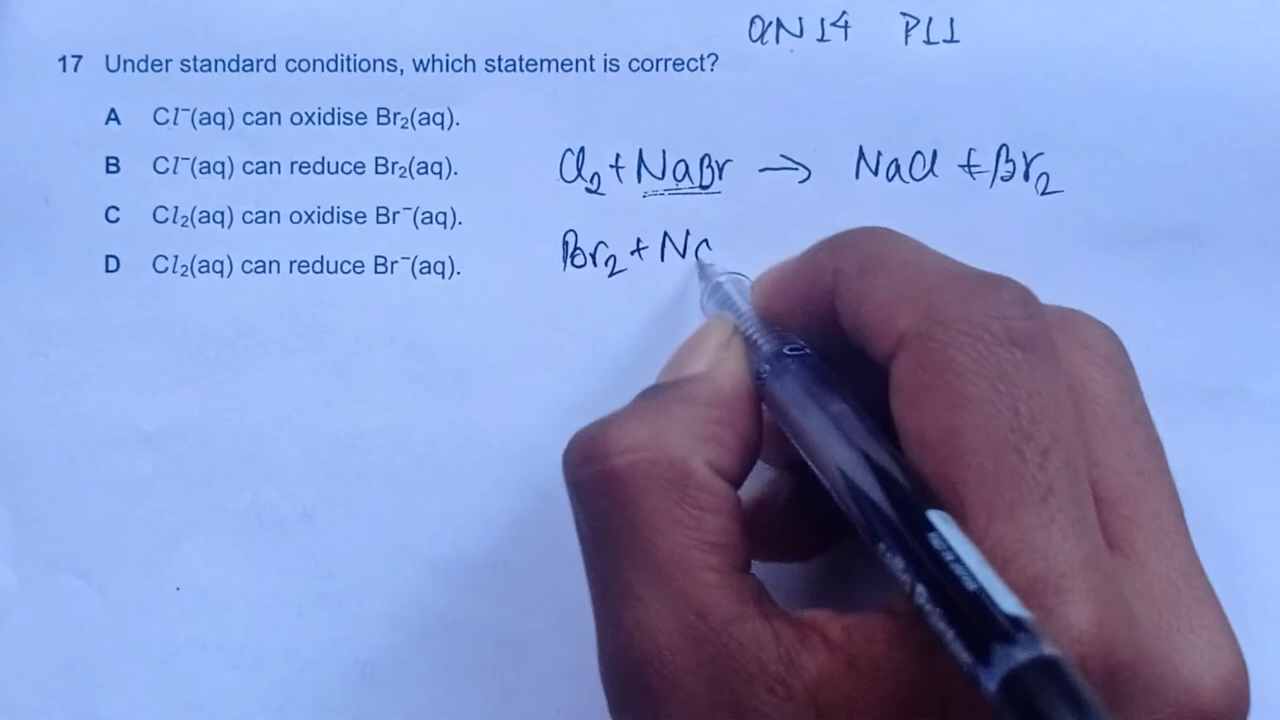 ON 14 P11
17 Under standard conditions, which statement is correct?
A Cl⁻(aq) can oxidise Br₂(aq).
B Cl⁻(aq) can reduce Br₂(aq).
C Cl₂(aq) can oxidise Br⁻(aq).
D Cl₂(aq) can reduce Br⁻(aq).
Cl₂ + NaBr → NaCl + Br₂
Br₂ + Na